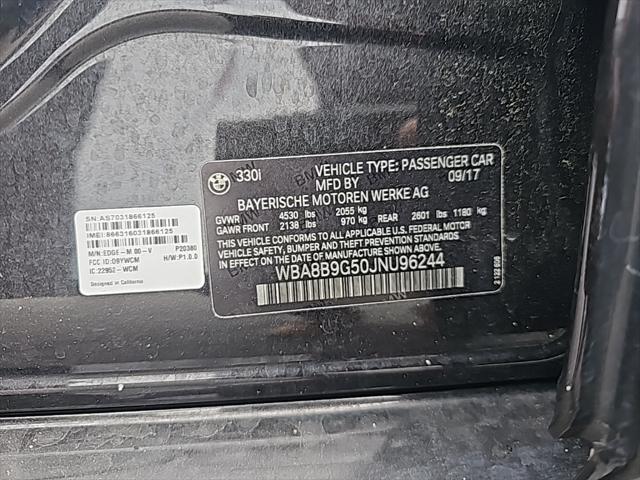 SN:AS7031866125
IMEI:866316031866125
M/N:EDGE-M 00-V P20380
FCC ID:O9YWCM H/W:P1.0.0
IC:22952-WCM
Designed in California
330i VEHICLE TYPE: PASSENGER CAR
MFD BY 09/17
BAYERISCHE MOTOREN WERKE AG
GVWR 4530 lbs 2055 kg
GAWR FRONT 2138 lbs 970 kg REAR 2601 lbs 1180 kg
THIS VEHICLE CONFORMS TO ALL APPLICABLE U.S. FEDERAL MOTOR
VEHICLE SAFETY, BUMPER AND THEFT PREVENTION STANDARDS IN
EFFECT ON THE DATE OF MANUFACTURE SHOWN ABOVE.
WBA8B9G50JNU96244